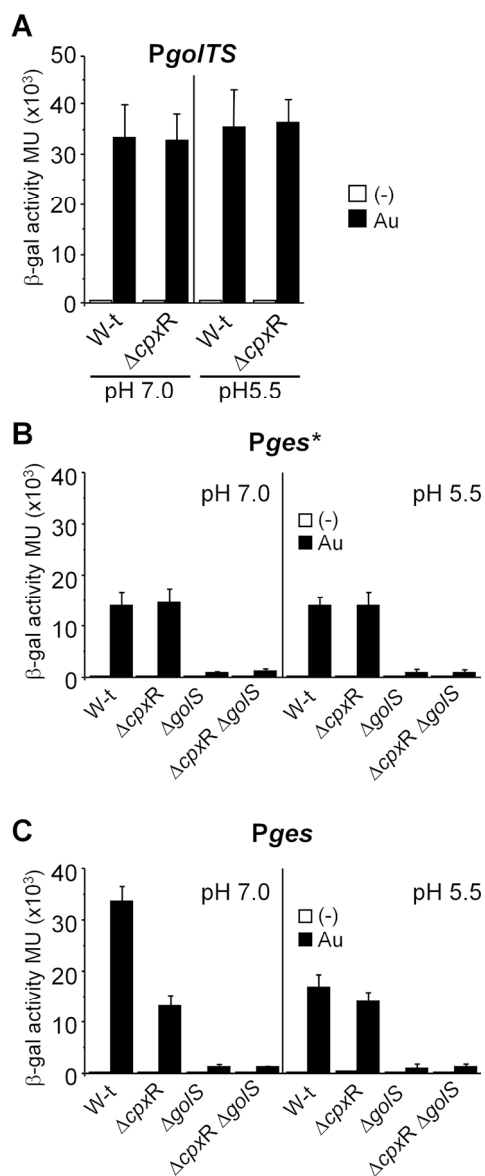 A
PgolTS
β-gal activity MU (x10³)
50
40
30
20
10
0
(-)
Au
W-t
ΔcpxR
W-t
ΔcpxR
pH 7.0
pH5.5
B
Pges*
β-gal activity MU (x10³)
40
30
20
10
0
pH 7.0
pH 5.5
(-)
Au
W-t
ΔcpxR
ΔgolS
ΔcpxR ΔgolS
W-t
ΔcpxR
ΔgolS
ΔcpxR ΔgolS
C
Pges
β-gal activity MU (x10³)
40
30
20
10
0
pH 7.0
pH 5.5
(-)
Au
W-t
ΔcpxR
ΔgolS
ΔcpxR ΔgolS
W-t
ΔcpxR
ΔgolS
ΔcpxR ΔgolS